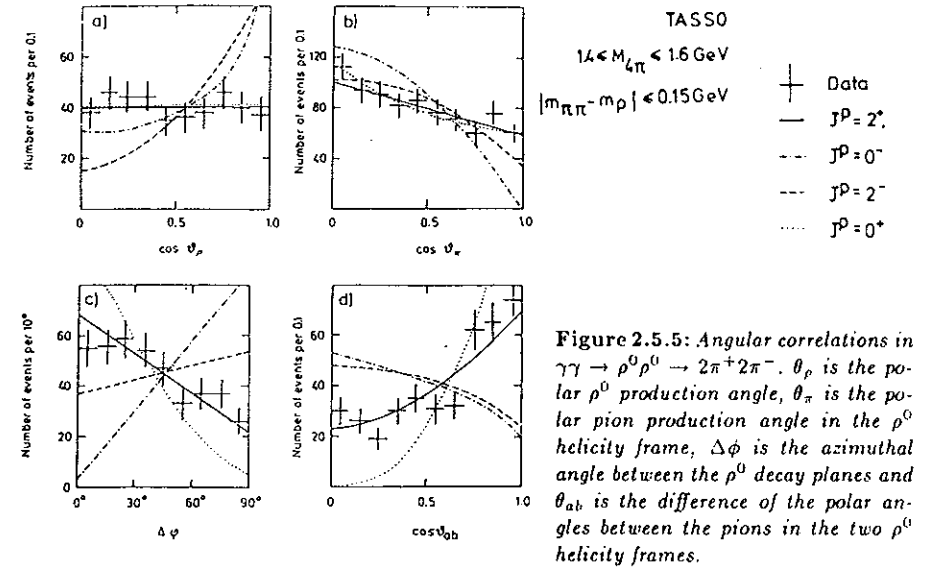 a)
Number of events per 0.1
60
40
20
0 0.5 1.0
cos ϑρ
b)
Number of events per 0.1
120
80
40
0 0.5 1.0
cos ϑπ
TASSO
1.4 ≤ M4π ≤ 1.6 GeV
|mππ - mρ| ≤ 0.15 GeV
Data
JP = 2+
JP = 0-
JP = 2-
JP = 0+
c)
Number of events per 10°
60
40
20
0
0° 30° 60° 90°
Δφ
d)
Number of events per 0.1
60
40
20
0 0.5 1.0
cosϑab
Figure 2.5.5: Angular correlations in
γγ → ρ0ρ0 → 2π+2π−. θρ is the po-
lar ρ0 production angle, θπ is the po-
lar pion production angle in the ρ0
helicity frame, Δϕ is the azimuthal
angle between the ρ0 decay planes and
θab is the difference of the polar an-
gles between the pions in the two ρ0
helicity frames.